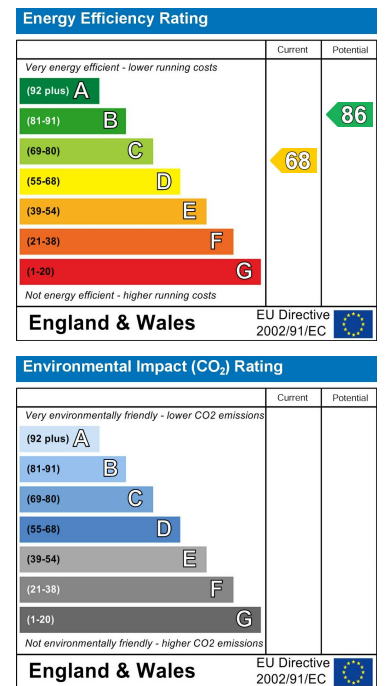 Energy Efficiency Rating
Current Potential
Very energy efficient - lower running costs
(92 plus) A
(81-91) B
86
(69-80) C
68
(55-68) D
(39-54) E
(21-38) F
(1-20) G
Not energy efficient - higher running costs
England & Wales
EU Directive
2002/91/EC
Environmental Impact (CO₂) Rating
Current Potential
Very environmentally friendly - lower CO2 emissions
(92 plus) A
(81-91) B
(69-80) C
(55-68) D
(39-54) E
(21-38) F
(1-20) G
Not environmentally friendly - higher CO2 emissions
England & Wales
EU Directive
2002/91/EC